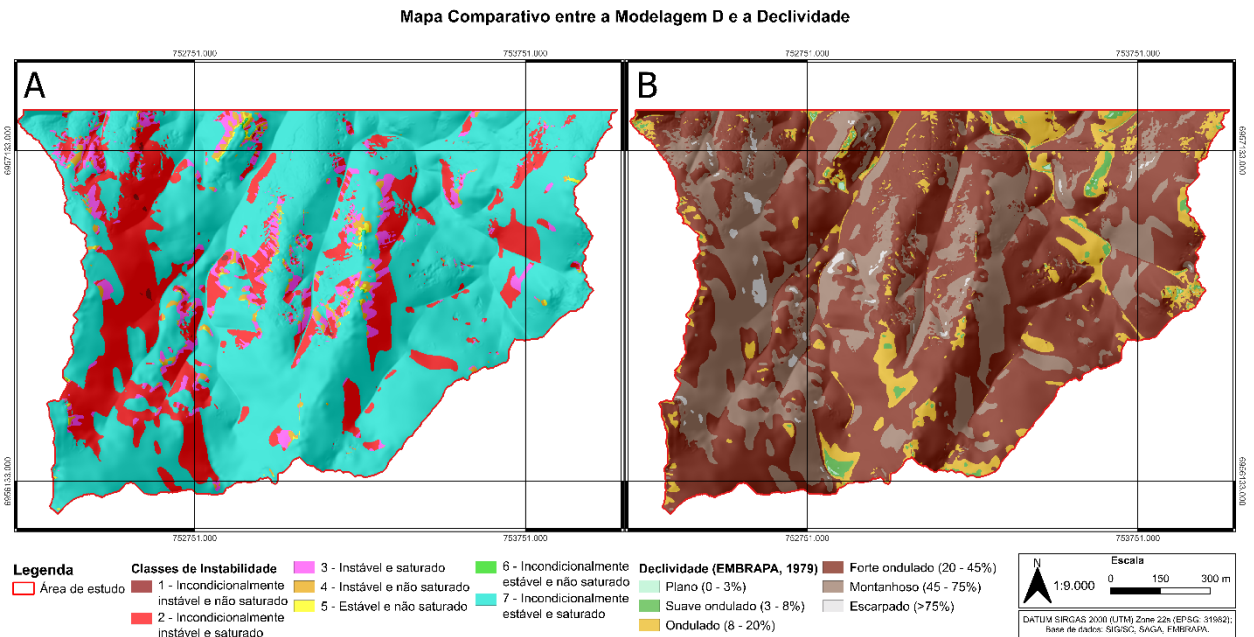 Mapa Comparativo entre a Modelagem D e a Declividade
752751.000
753751.000
752751.000
753751.000
A
B
6957133.000
6957133.000
6956133.000
6956133.000
752751.000
753751.000
752751.000
753751.000
Legenda
Área de estudo
Classes de Instabilidade
1 - Incondicionalmente
instável e não saturado
2 - Incondicionalmente
instável e saturado
3 - Instável e saturado
4 - Instável e não saturado
5 - Estável e não saturado
6 - Incondicionalmente
estável e não saturado
7 - Incondicionalmente
estável e saturado
Declividade (EMBRAPA, 1979)
Plano (0 - 3%)
Suave ondulado (3 - 8%)
Ondulado (8 - 20%)
Forte ondulado (20 - 45%)
Montanhoso (45 - 75%)
Escarpado (>75%)
N
1:9.000
Escala
0 150 300 m
DATUM SIRGAS 2000 (UTM) Zone 22s (EPSG: 31982);
Base de dados: SIG/SC, SAGA, EMBRAPA.